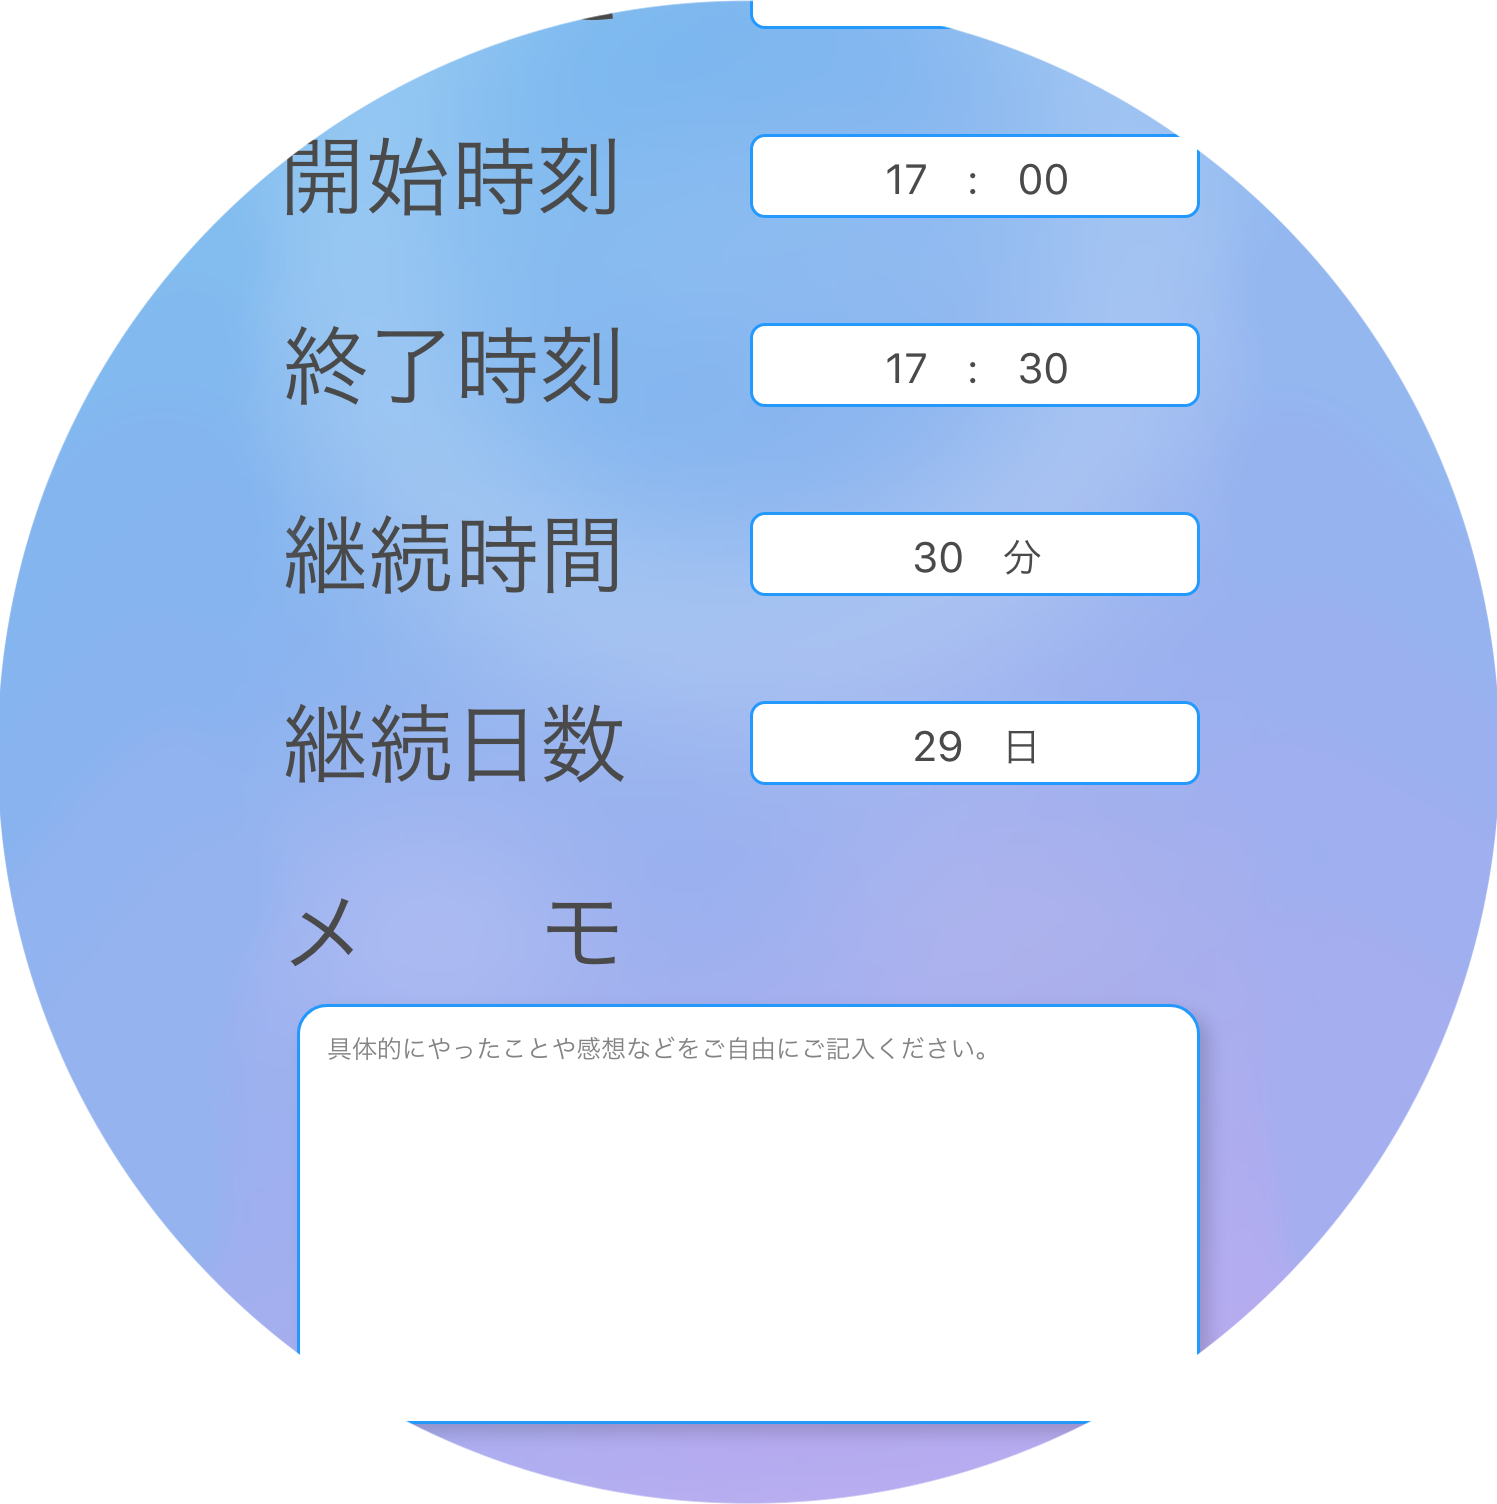 開始時刻 17 : 00
終了時刻 17 : 30
継続時間 30 分
継続日数 29 日
メ モ
具体的にやったことや感想などをご自由にご記入ください。